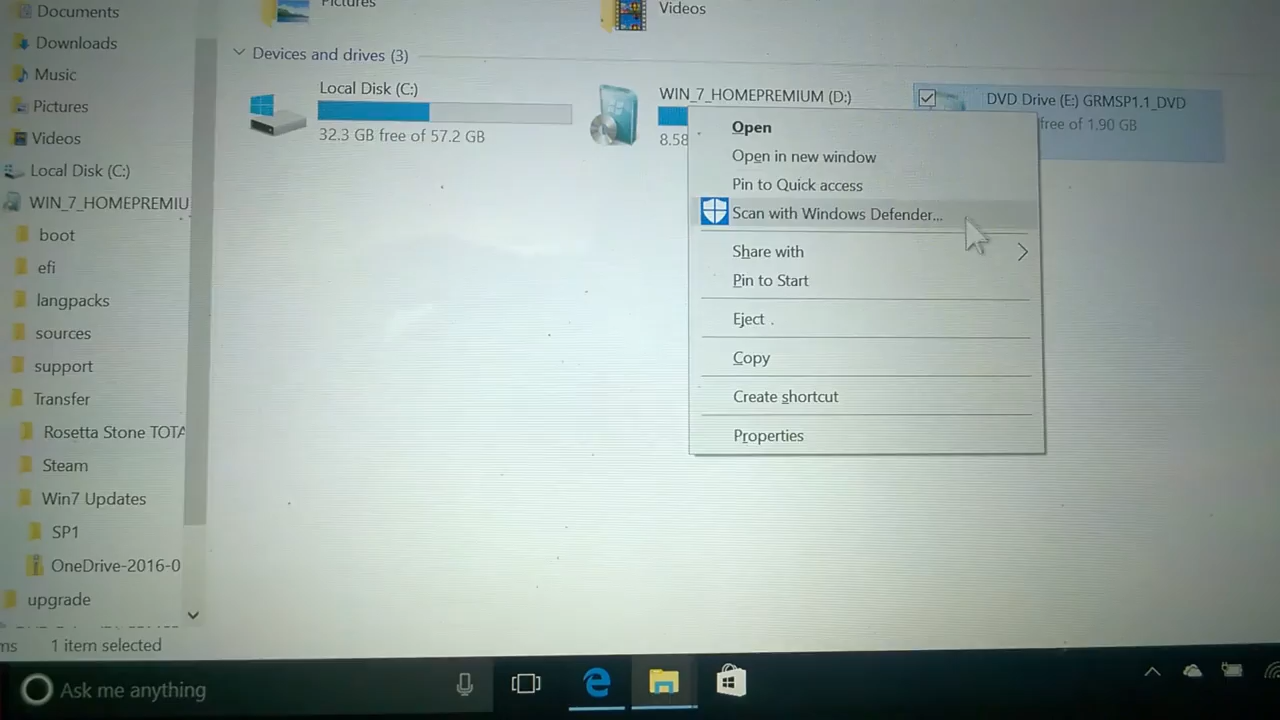 Documents
Downloads
Music
Pictures
Videos
Local Disk (C:)
WIN_7_HOMEPREMIU
boot
efi
langpacks
sources
support
Transfer
Rosetta Stone TOTA
Steam
Win7 Updates
SP1
OneDrive-2016-0
upgrade
1 item selected
Pictures
Videos
Devices and drives (3)
Local Disk (C:)
32.3 GB free of 57.2 GB
WIN_7_HOMEPREMIUM (D:)
8.58
DVD Drive (E:) GRMSP1.1_DVD
free of 1.90 GB
Open
Open in new window
Pin to Quick access
Scan with Windows Defender...
Share with
Pin to Start
Eject
Copy
Create shortcut
Properties
Ask me anything